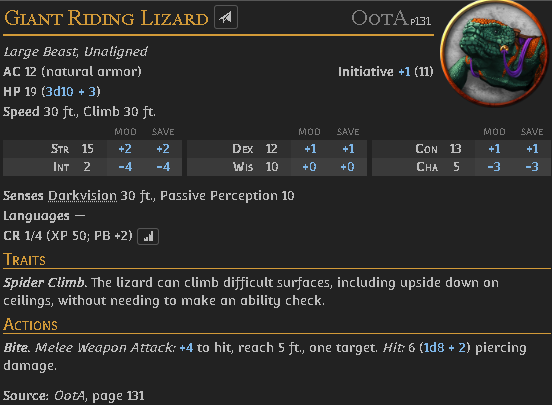 Giant Riding Lizard OotA p131
Large Beast, Unaligned
AC 12 (natural armor) Initiative +1 (11)
HP 19 (3d10 + 3)
Speed 30 ft., Climb 30 ft.
MOD SAVE MOD SAVE MOD SAVE
Str 15 +2 +2 Dex 12 +1 +1 Con 13 +1 +1
Int 2 −4 −4 Wis 10 +0 +0 Cha 5 −3 −3
Senses Darkvision 30 ft., Passive Perception 10
Languages —
CR 1/4 (XP 50; PB +2)
Traits
Spider Climb. The lizard can climb difficult surfaces, including upside down on
ceilings, without needing to make an ability check.
Actions
Bite. Melee Weapon Attack: +4 to hit, reach 5 ft., one target. Hit: 6 (1d8 + 2) piercing
damage.
Source: OotA, page 131